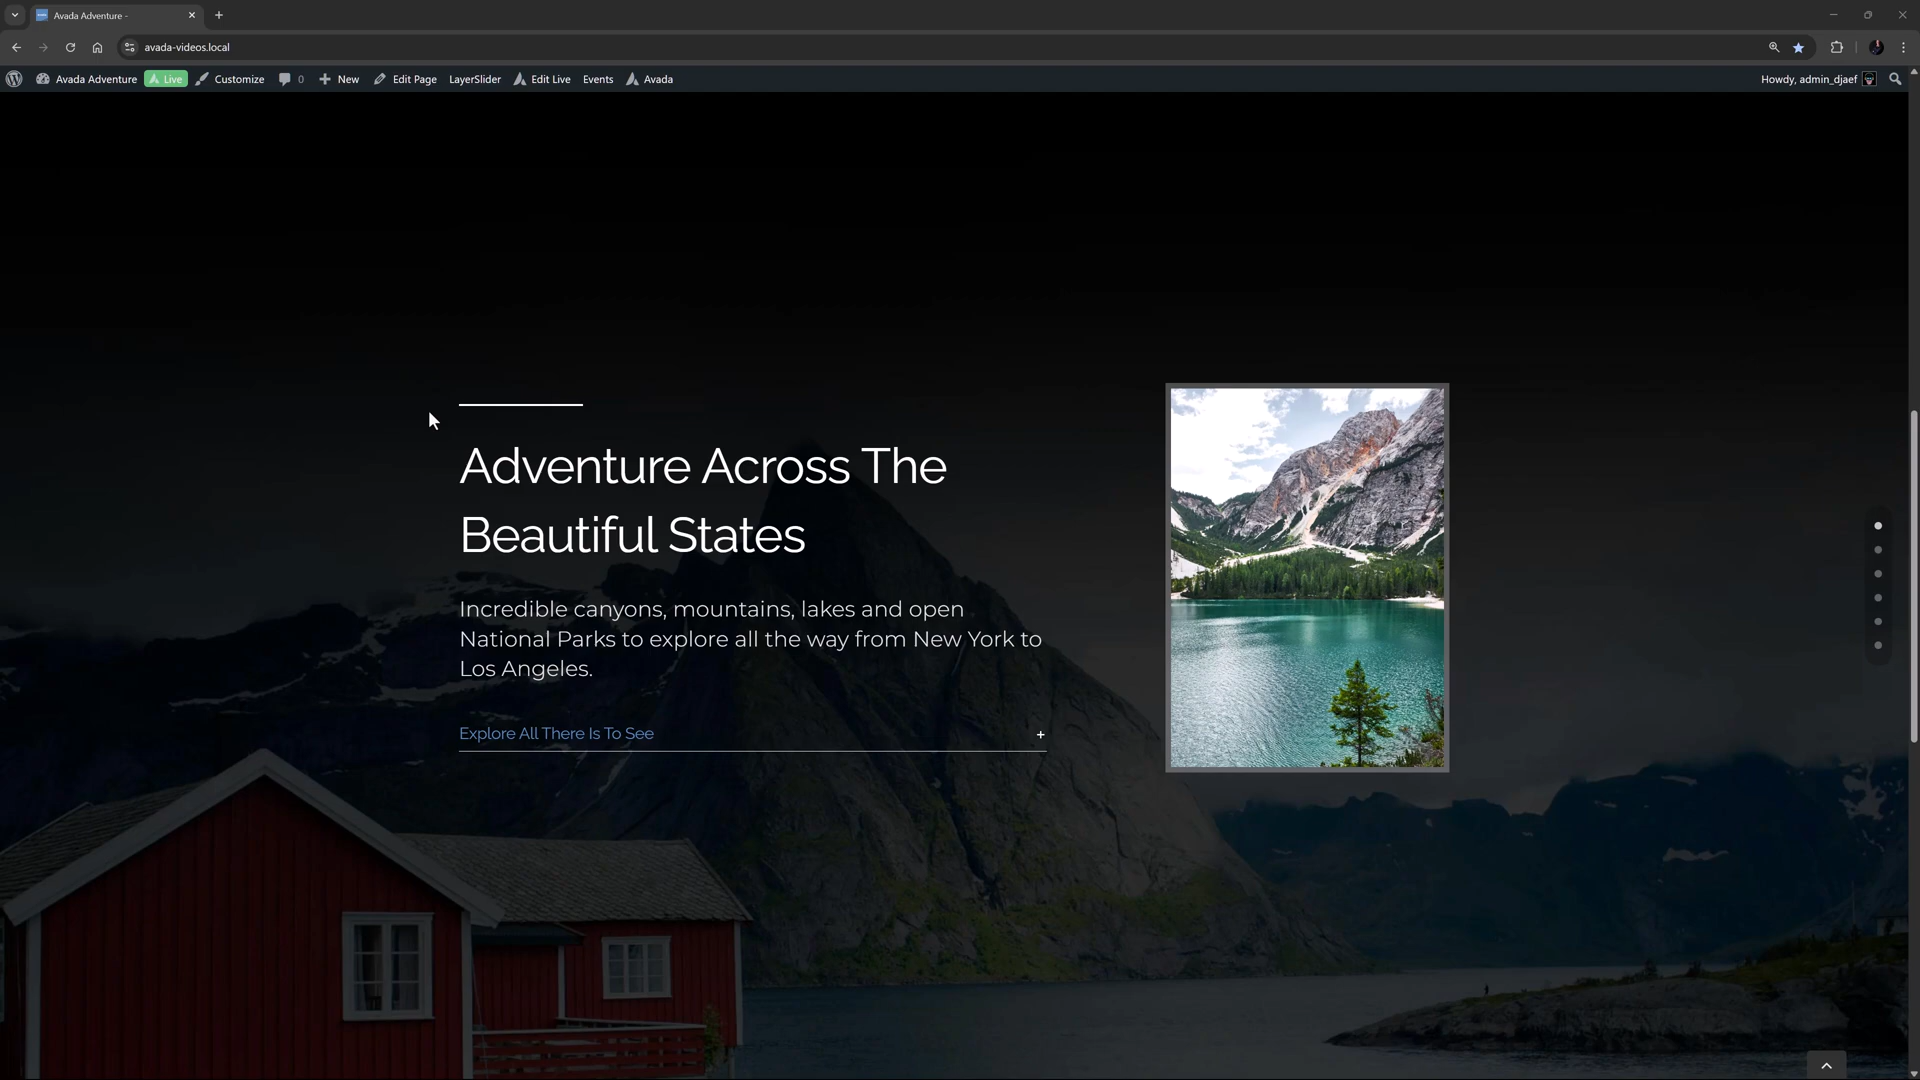 Avada Adventure -
avada-videos.local
Avada Adventure
Live
Customize
0
New
Edit Page
LayerSlider
Edit Live
Events
Avada
Howdy, admin_djaef
Adventure Across The
Beautiful States
Incredible canyons, mountains, lakes and open
National Parks to explore all the way from New York to
Los Angeles.
Explore All There Is To See
+